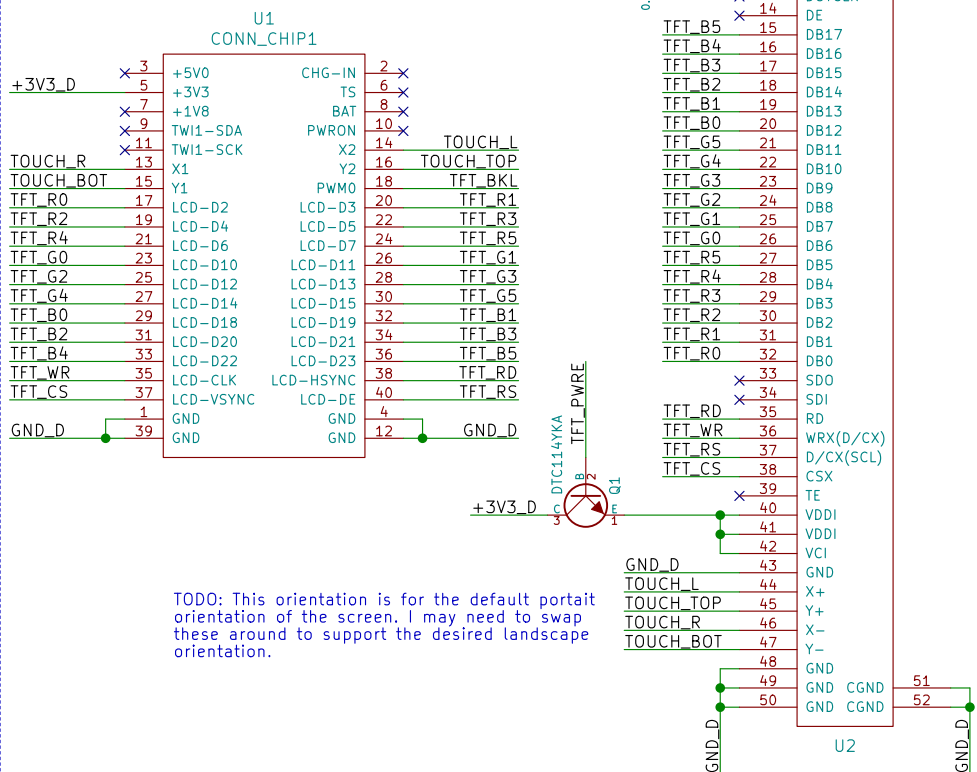 U1
CONN_CHIP1
3 +5V0 CHG-IN 2
+3V3_D 5 +3V3 TS 6
7 +1V8 BAT 8
9 TWI1-SDA PWRON 10
11 TWI1-SCK X2 14 TOUCH_L
TOUCH_R 13 X1 Y2 16 TOUCH_TOP
TOUCH_BOT 15 Y1 PWM0 18 TFT_BKL
TFT_R0 17 LCD-D2 LCD-D3 20 TFT_R1
TFT_R2 19 LCD-D4 LCD-D5 22 TFT_R3
TFT_R4 21 LCD-D6 LCD-D7 24 TFT_R5
TFT_G0 23 LCD-D10 LCD-D11 26 TFT_G1
TFT_G2 25 LCD-D12 LCD-D13 28 TFT_G3
TFT_G4 27 LCD-D14 LCD-D15 30 TFT_G5
TFT_B0 29 LCD-D18 LCD-D19 32 TFT_B1
TFT_B2 31 LCD-D20 LCD-D21 34 TFT_B3
TFT_B4 33 LCD-D22 LCD-D23 36 TFT_B5
TFT_WR 35 LCD-CLK LCD-HSYNC 38 TFT_RD
TFT_CS 37 LCD-VSYNC LCD-DE 40 TFT_RS
1 GND GND 4
GND_D 39 GND GND 12 GND_D
TFT_PWRE
DTC114YKA
Q1
B 2
+3V3_D C 3 E 1
TODO: This orientation is for the default portait
orientation of the screen. I may need to swap
these around to support the desired landscape
orientation.
14 DE
TFT_B5 15 DB17
TFT_B4 16 DB16
TFT_B3 17 DB15
TFT_B2 18 DB14
TFT_B1 19 DB13
TFT_B0 20 DB12
TFT_G5 21 DB11
TFT_G4 22 DB10
TFT_G3 23 DB9
TFT_G2 24 DB8
TFT_G1 25 DB7
TFT_G0 26 DB6
TFT_R5 27 DB5
TFT_R4 28 DB4
TFT_R3 29 DB3
TFT_R2 30 DB2
TFT_R1 31 DB1
TFT_R0 32 DB0
33 SDO
34 SDI
TFT_RD 35 RD
TFT_WR 36 WRX(D/CX)
TFT_RS 37 D/CX(SCL)
TFT_CS 38 CSX
39 TE
40 VDDI
41 VDDI
42 VCI
GND_D 43 GND
TOUCH_L 44 X+
TOUCH_TOP 45 Y+
TOUCH_R 46 X-
TOUCH_BOT 47 Y-
48 GND
49 GND CGND 51
50 GND CGND 52
GND_D
GND_D
U2